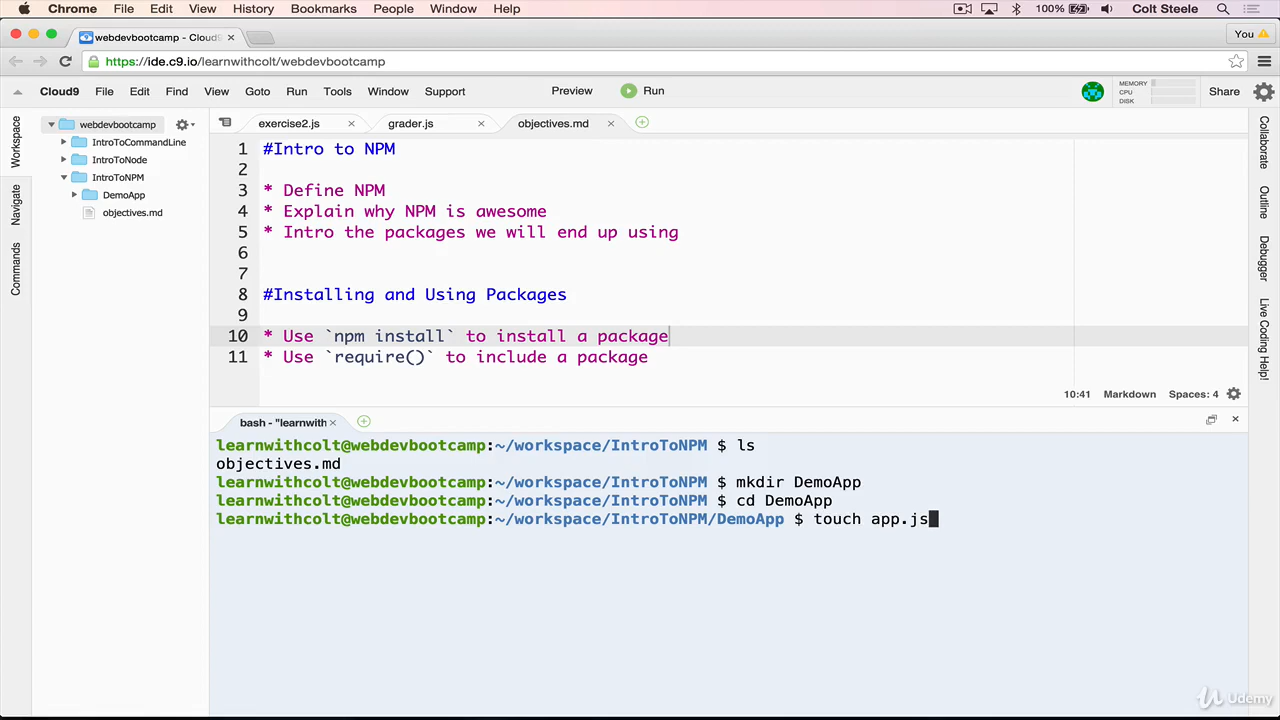 Chrome File Edit View History Bookmarks People Window Help 100% Colt Steele
webdevbootcamp - Cloud9 You
https://ide.c9.io/learnwithcolt/webdevbootcamp
Cloud9 File Edit Find View Goto Run Tools Window Support Preview Run MEMORY CPU DISK Share
Workspace
Navigate
Commands
webdevbootcamp
IntroToCommandLine
IntroToNode
IntroToNPM
DemoApp
objectives.md
exercise2.js grader.js objectives.md
1 #Intro to NPM
2
3 * Define NPM
4 * Explain why NPM is awesome
5 * Intro the packages we will end up using
6
7
8 #Installing and Using Packages
9
10 * Use `npm install` to install a package
11 * Use `require()` to include a package
10:41 Markdown Spaces: 4
Collaborate
Outline
Debugger
Live Coding Help!
bash - "learnwith
learnwithcolt@webdevbootcamp:~/workspace/IntroToNPM $ ls
objectives.md
learnwithcolt@webdevbootcamp:~/workspace/IntroToNPM $ mkdir DemoApp
learnwithcolt@webdevbootcamp:~/workspace/IntroToNPM $ cd DemoApp
learnwithcolt@webdevbootcamp:~/workspace/IntroToNPM/DemoApp $ touch app.js
Udemy